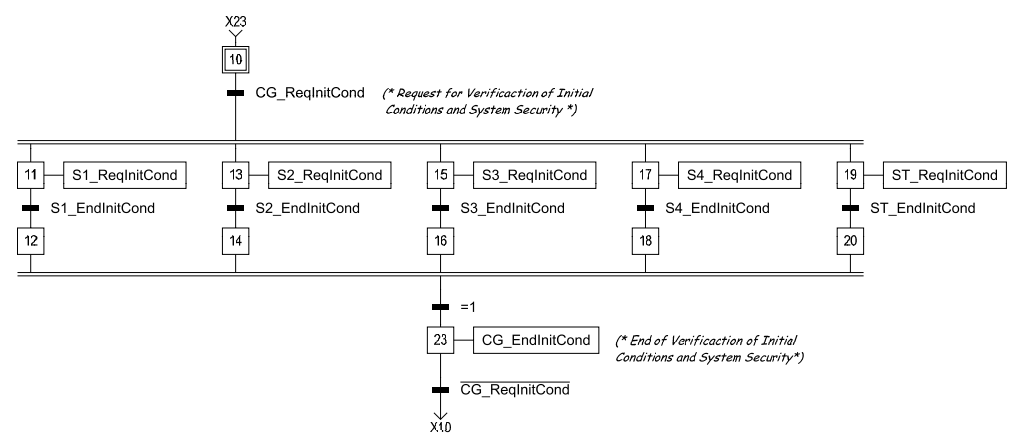 X23
10
CG_ReqInitCond
(* Request for Verificaction of Initial
Conditions and System Security *)
11
S1_ReqInitCond
13
S2_ReqInitCond
15
S3_ReqInitCond
17
S4_ReqInitCond
19
ST_ReqInitCond
S1_EndInitCond
S2_EndInitCond
S3_EndInitCond
S4_EndInitCond
ST_EndInitCond
12
14
16
18
20
=1
23
CG_EndInitCond
(* End of Verificaction of Initial
Conditions and System Security*)
CG_ReqInitCond
X10